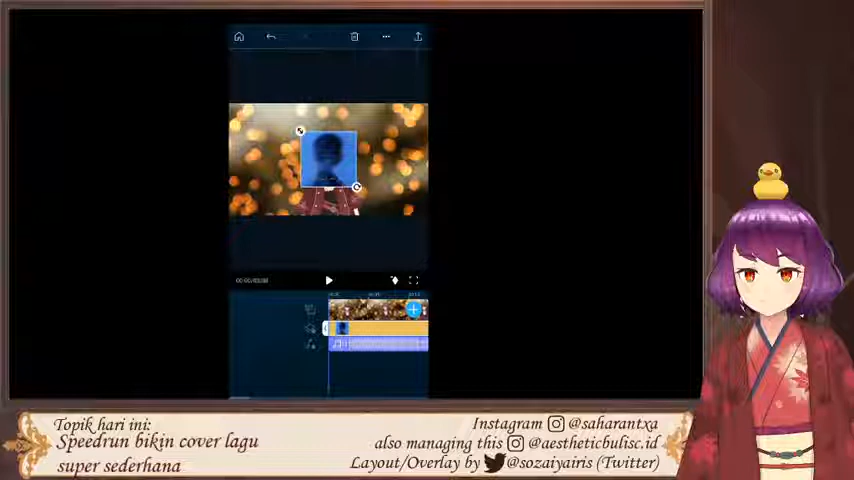 Topik hari ini:
Speedrun bikin cover lagu
super sederhana
Instagram @saharantxa
also managing this @aestheticbulisc.id
Layout/Overlay by @sozaiyairis (Twitter)